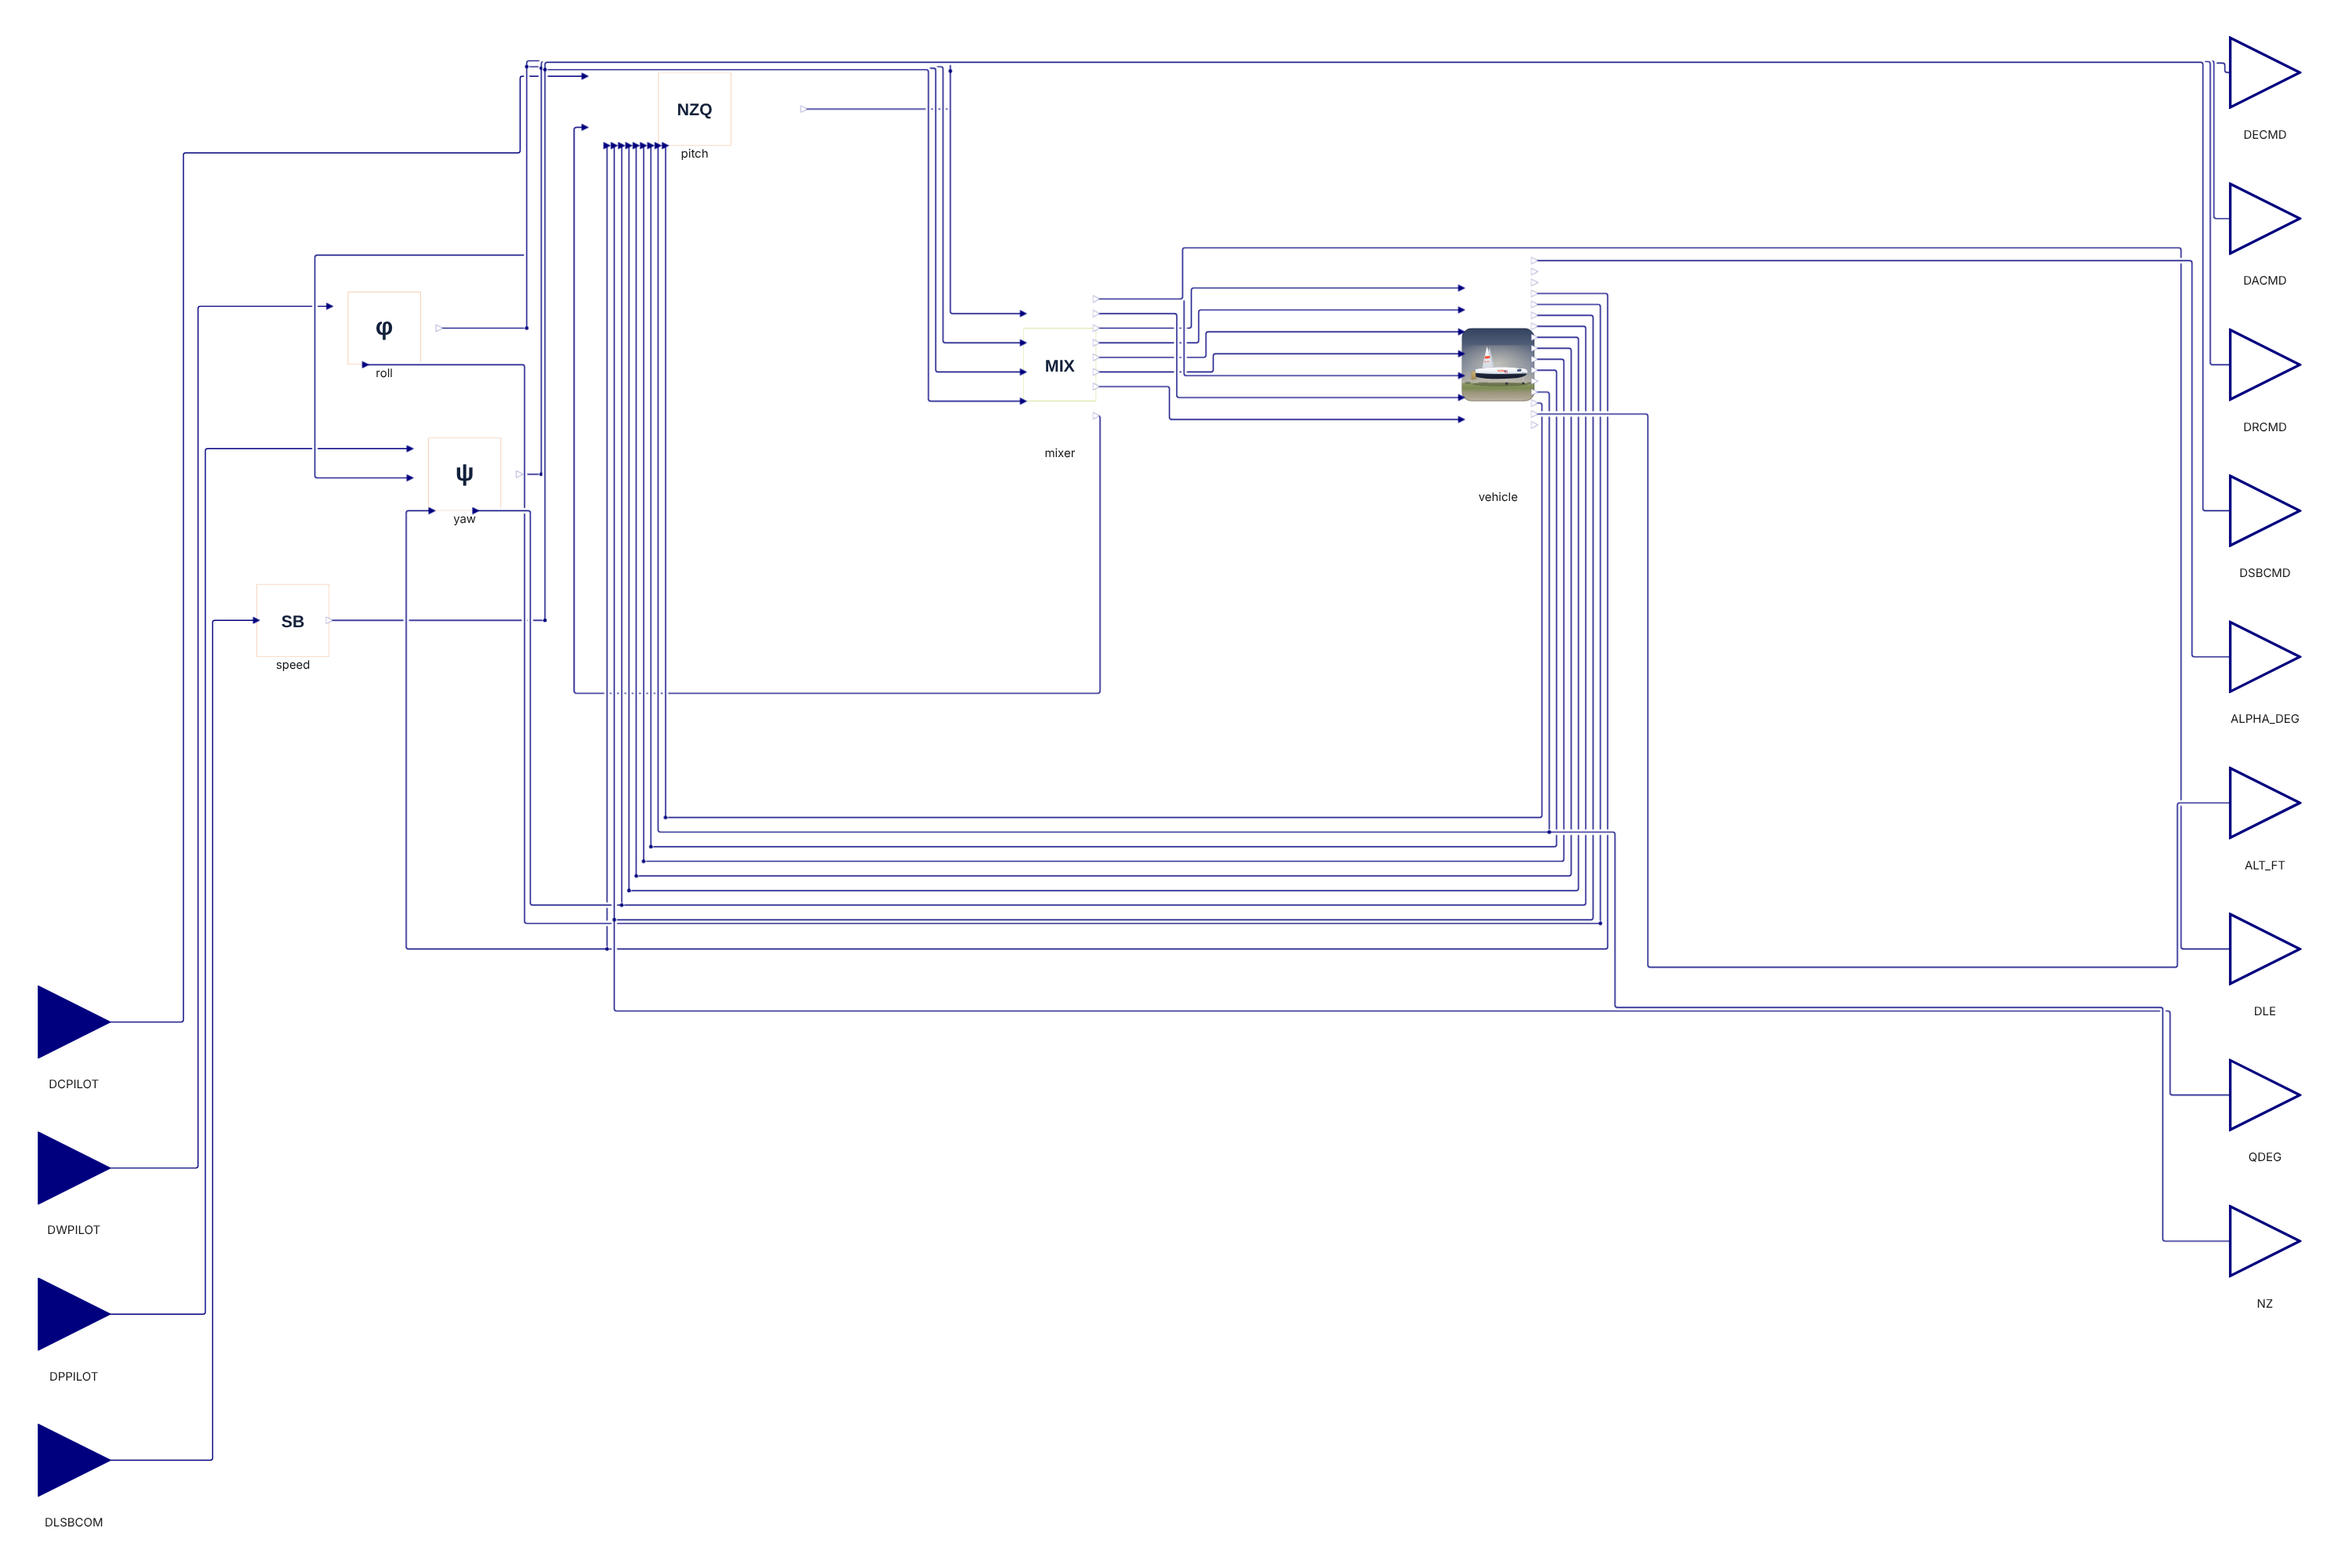 DECMD
NZQ
pitch
DACMD
φ
roll
MIX
mixer
DRCMD
ψ
yaw
vehicle
DSBCMD
SB
speed
ALPHA_DEG
ALT_FT
DLE
DCPILOT
QDEG
DWPILOT
NZ
DPPILOT
DLSBCOM